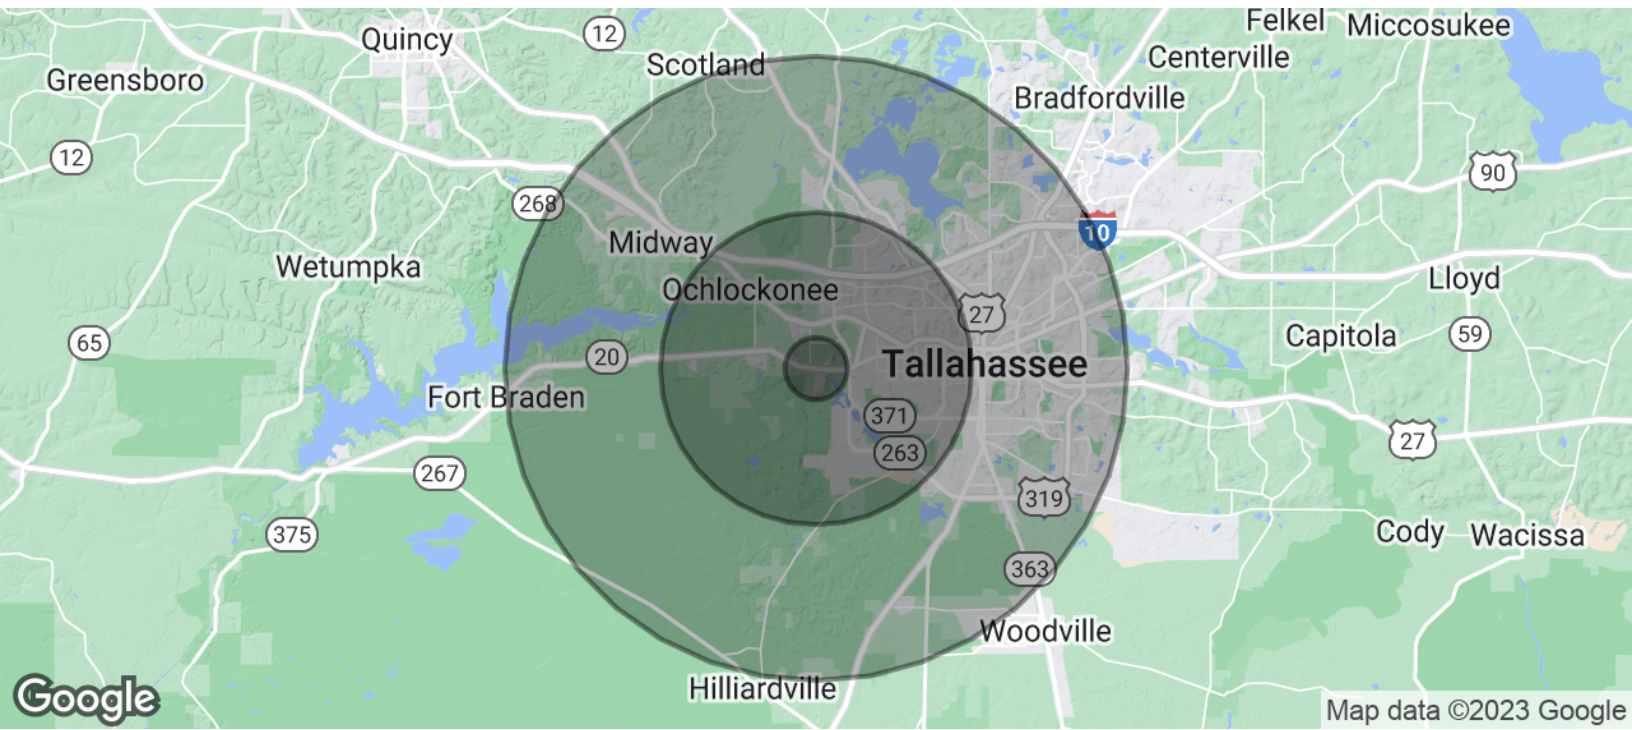 Felkel
Miccosukee
12
Quincy
Centerville
Scotland
Greensboro
Bradfordville
12
90
268
10
Midway
Wetumpka
Lloyd
Ochlockonee
27
59
Capitola
65
20
Tallahassee
Fort Braden
371
27
263
267
319
375
Cody
Wacissa
363
Woodville
Hilliardville
Google
Map data ©2023 Google